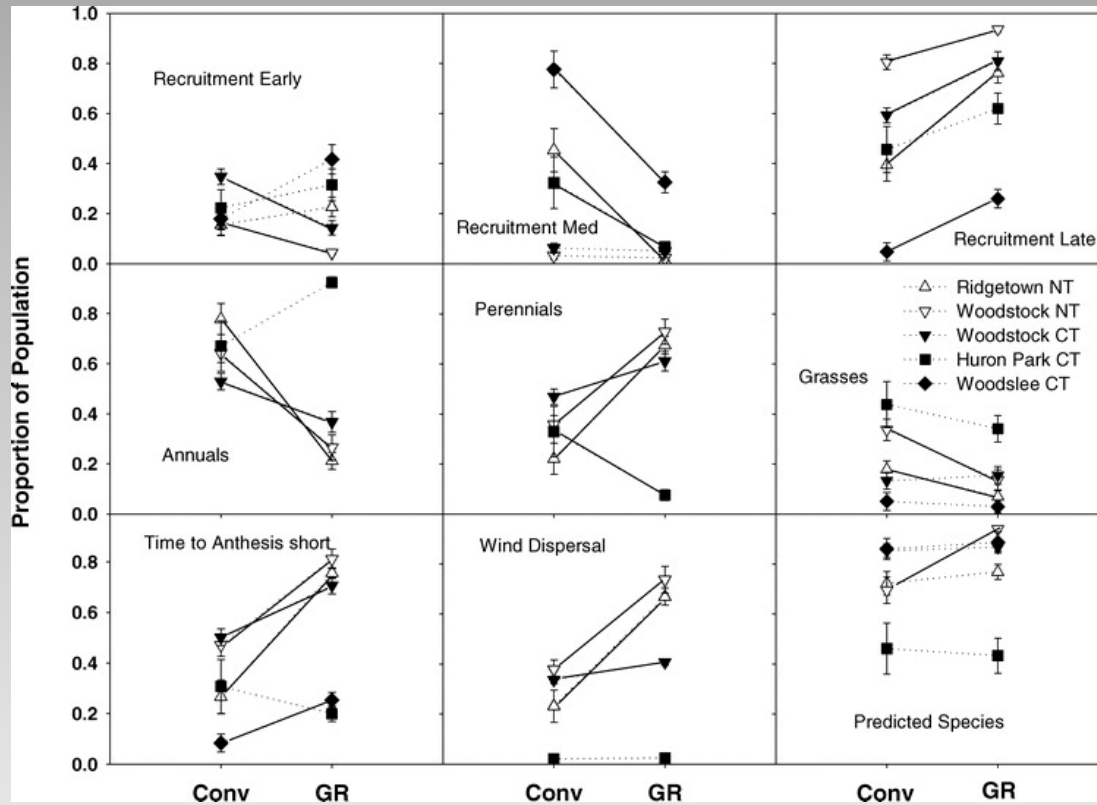 Proportion of Population
1.0
0.8
0.6
0.4
0.2
0.0
Recruitment Early
Recruitment Med
Recruitment Late
0.8
0.6
0.4
0.2
0.0
Annuals
Perennials
Grasses
Ridgetown NT
Woodstock NT
Woodstock CT
Huron Park CT
Woodslee CT
0.8
0.6
0.4
0.2
0.0
Time to Anthesis short
Wind Dispersal
Predicted Species
Conv GR
Conv GR
Conv GR